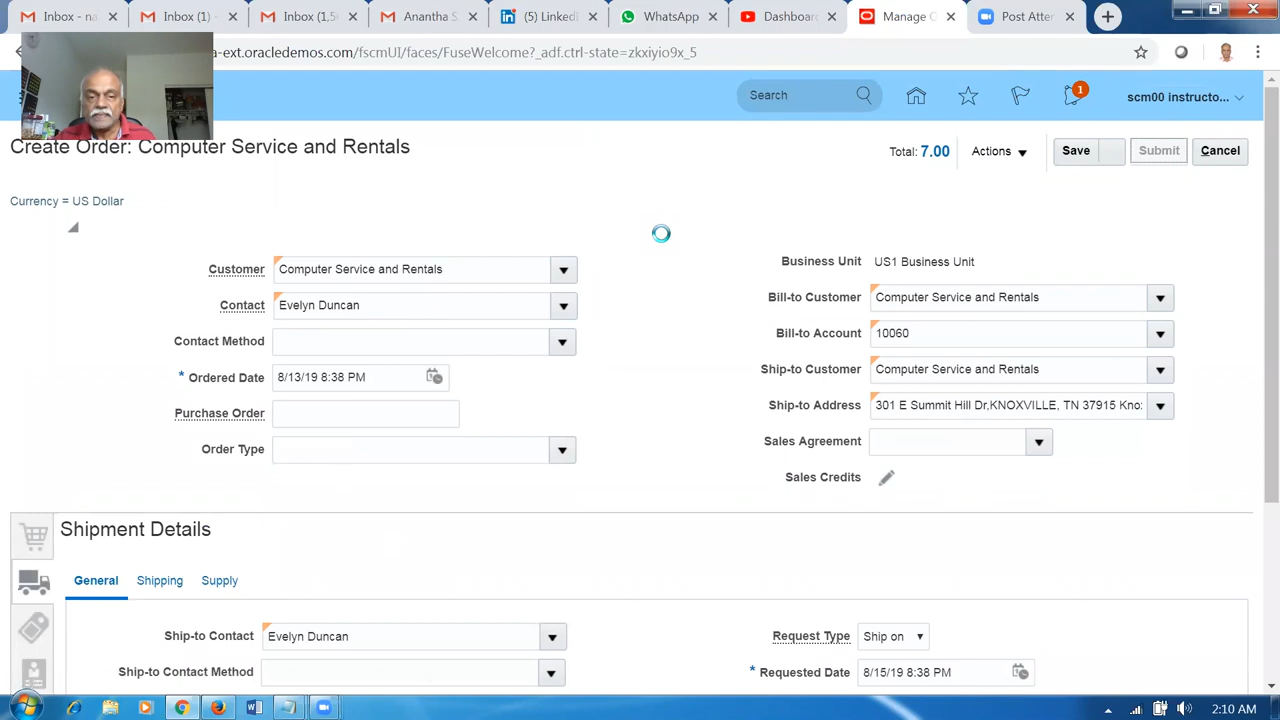 Inbox (1) - na
Inbox (1)
Inbox (1,5
Anantha S
(5) Linkedi
WhatsApp
Dashboa
Manage O
Post Atter
a-ext.oracledemos.com/fscmUI/faces/FuseWelcome?_adf.ctrl-state=zkxiyio9x_5
Search
1
scm00 instructo...
Create Order: Computer Service and Rentals
Total: 7.00
Actions
Save
Submit
Cancel
Currency = US Dollar
Customer Computer Service and Rentals
Contact Evelyn Duncan
Contact Method
* Ordered Date 8/13/19 8:38 PM
Purchase Order
Order Type
Business Unit US1 Business Unit
Bill-to Customer Computer Service and Rentals
Bill-to Account 10060
Ship-to Customer Computer Service and Rentals
Ship-to Address 301 E Summit Hill Dr,KNOXVILLE, TN 37915 Kno
Sales Agreement
Sales Credits
Shipment Details
General Shipping Supply
Ship-to Contact Evelyn Duncan
Ship-to Contact Method
Request Type Ship on
* Requested Date 8/15/19 8:38 PM
2:10 AM